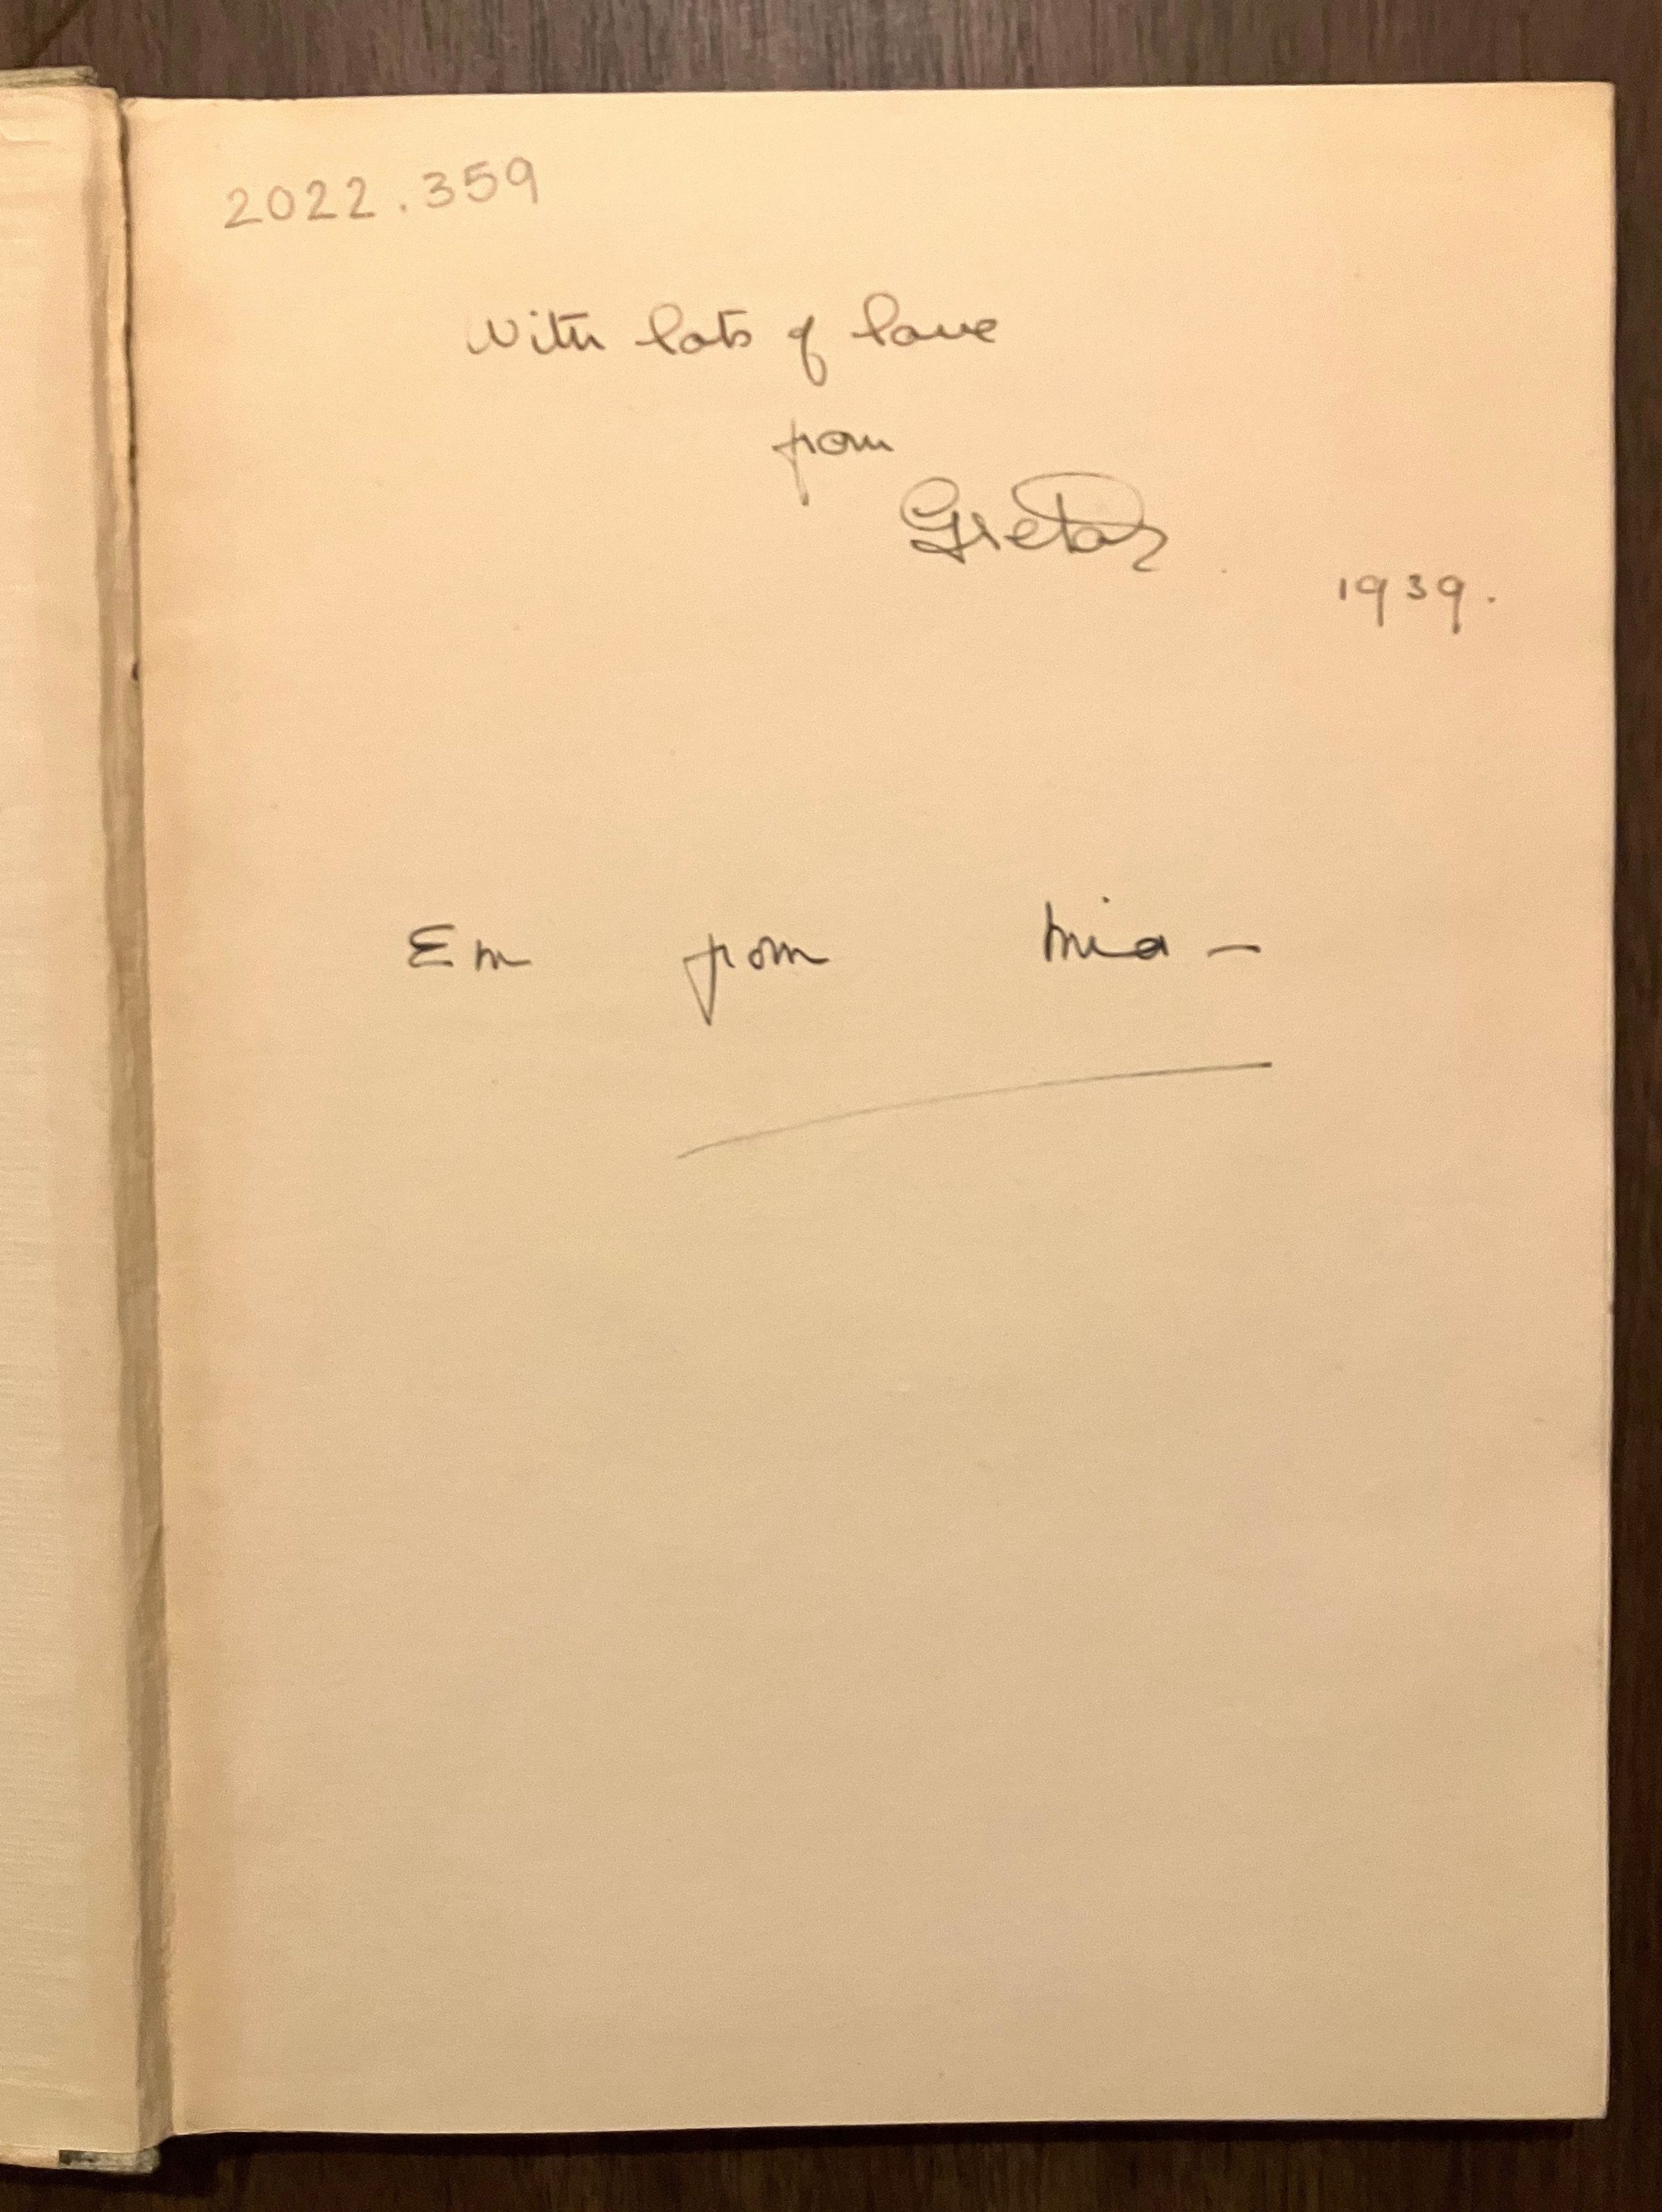 2022.359
With lots of love
from
Greta
1939.
Em from Mia —